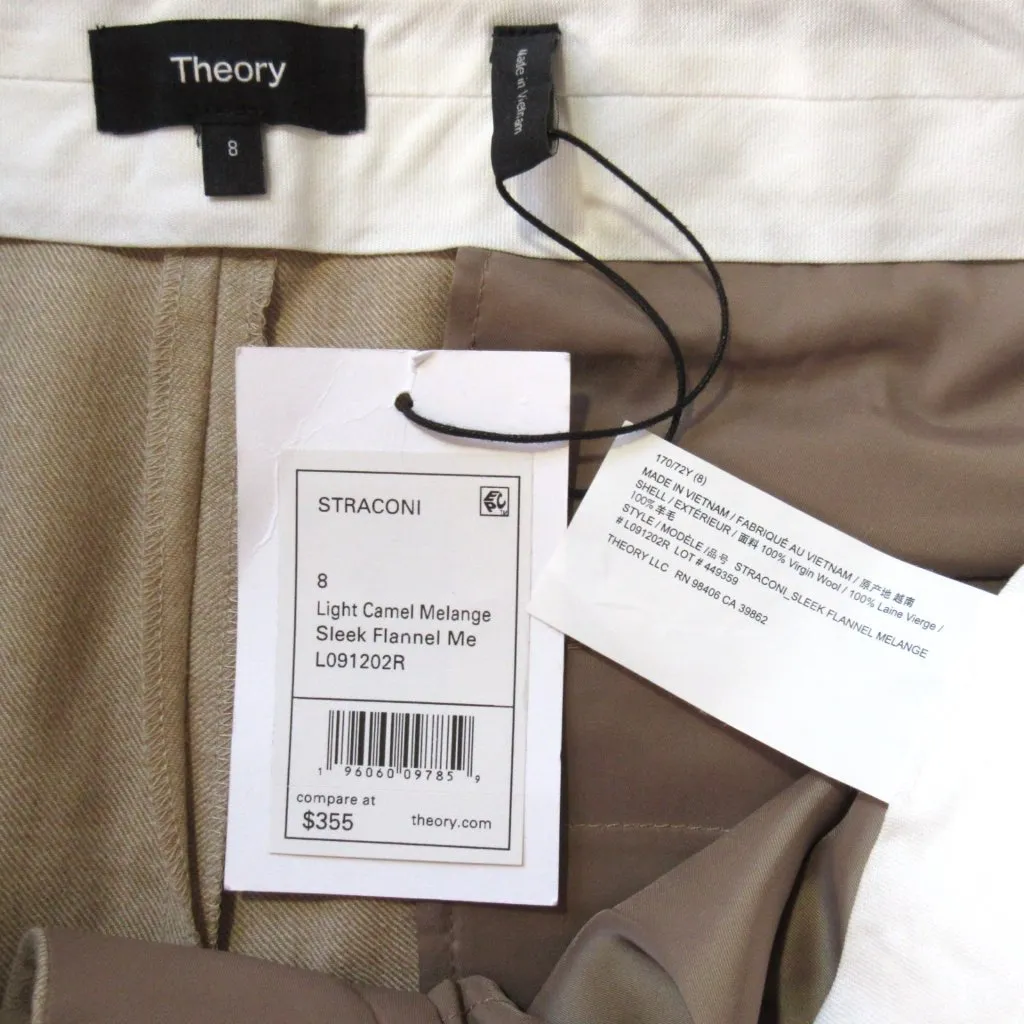 Theory
8
Made in Vietnam
STRACONI
EPC
8
Light Camel Melange
Sleek Flannel Me
L091202R
1 96060 09785 9
compare at
$355
theory.com
170/72Y (8)
MADE IN VIETNAM / FABRIQUÉ AU VIETNAM / 原产地 越南
SHELL / EXTÉRIEUR / 面料 100% Virgin Wool / 100% Laine Vierge /
100% 羊毛
STYLE / MODÈLE /品号 STRACONI_SLEEK FLANNEL MELANGE
# L091202R LOT # 449359
THEORY LLC RN 98406 CA 39862